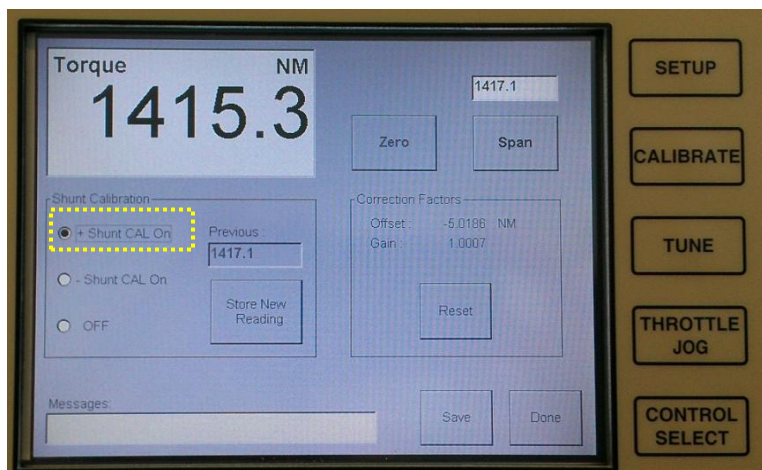 Torque NM
1415.3
1417.1
Zero
Span
Shunt Calibration
+ Shunt CAL On
Previous
1417.1
- Shunt CAL On
Store New
Reading
OFF
Correction Factors
Offset : -5.0186 NM
Gain : 1.0007
Reset
Messages:
Save
Done
SETUP
CALIBRATE
TUNE
THROTTLE
JOG
CONTROL
SELECT